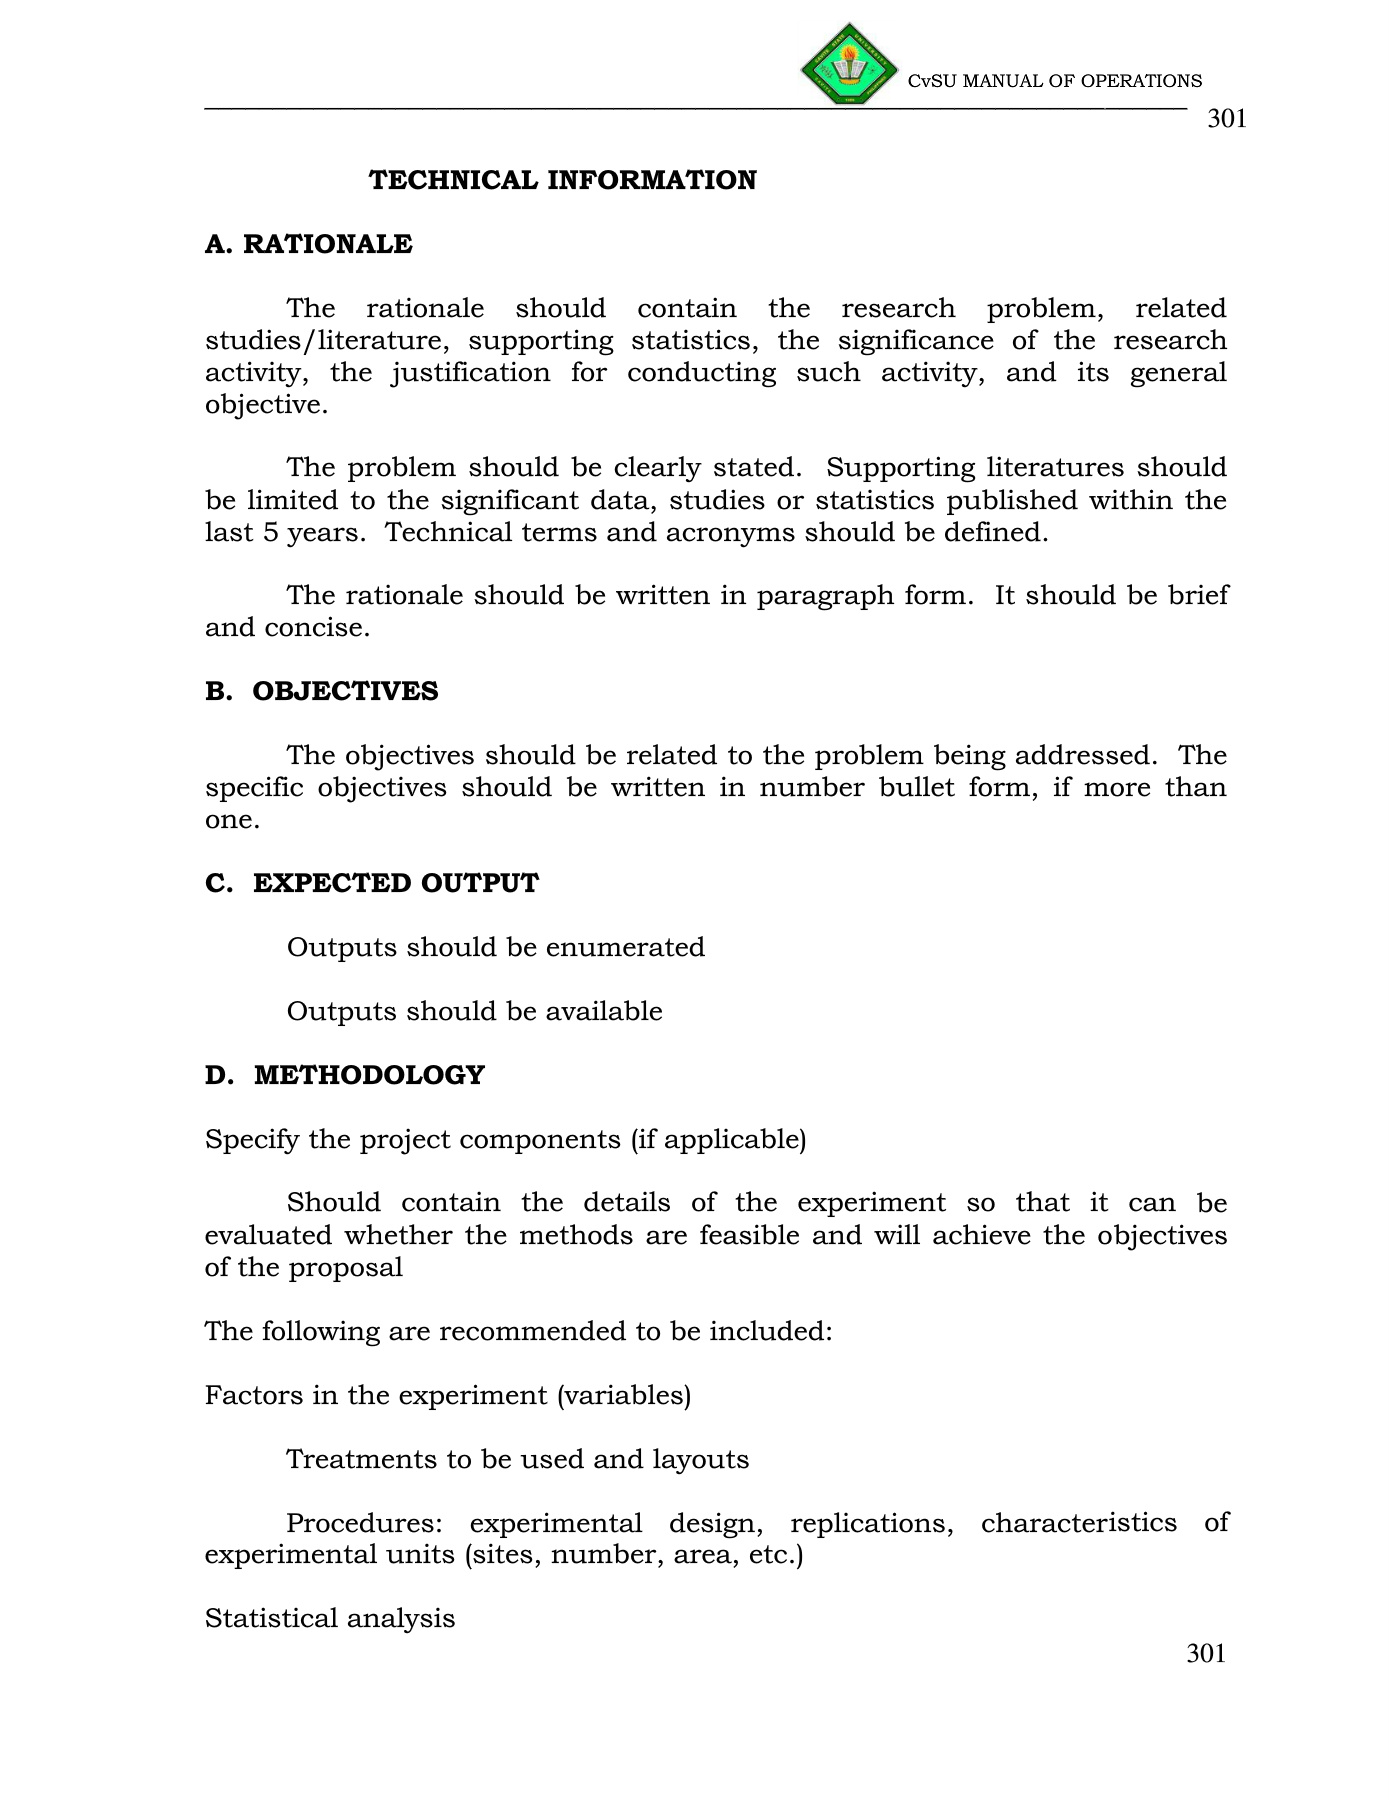 CvSU MANUAL OF OPERATIONS
301
TECHNICAL INFORMATION
A. RATIONALE
The rationale should contain the research problem, related
studies/literature, supporting statistics, the significance of the research
activity, the justification for conducting such activity, and its general
objective.
The problem should be clearly stated. Supporting literatures should
be limited to the significant data, studies or statistics published within the
last 5 years. Technical terms and acronyms should be defined.
The rationale should be written in paragraph form. It should be brief
and concise.
B. OBJECTIVES
The objectives should be related to the problem being addressed. The
specific objectives should be written in number bullet form, if more than
one.
C. EXPECTED OUTPUT
Outputs should be enumerated
Outputs should be available
D. METHODOLOGY
Specify the project components (if applicable)
Should contain the details of the experiment so that it can be
evaluated whether the methods are feasible and will achieve the objectives
of the proposal
The following are recommended to be included:
Factors in the experiment (variables)
Treatments to be used and layouts
Procedures: experimental design, replications, characteristics of
experimental units (sites, number, area, etc.)
Statistical analysis
301